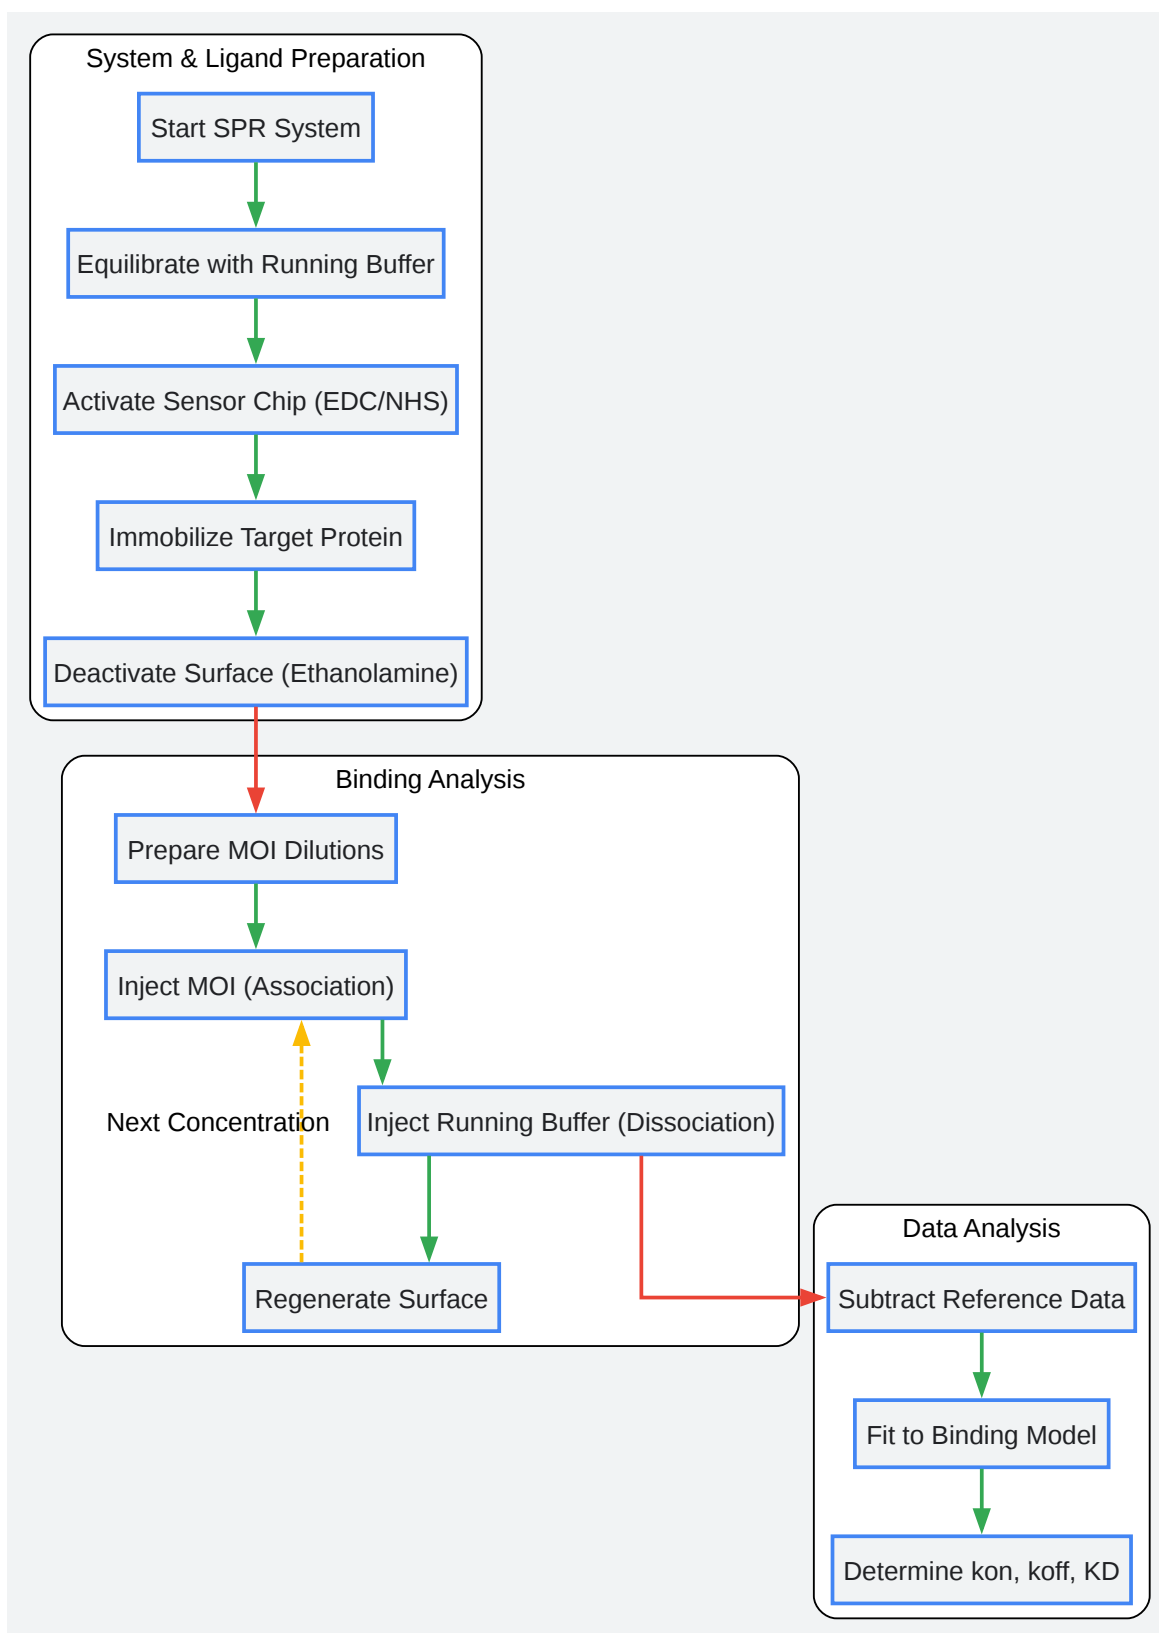 System & Ligand Preparation
Start SPR System
Equilibrate with Running Buffer
Activate Sensor Chip (EDC/NHS)
Immobilize Target Protein
Deactivate Surface (Ethanolamine)
Binding Analysis
Prepare MOI Dilutions
Inject MOI (Association)
Next Concentration
Inject Running Buffer (Dissociation)
Regenerate Surface
Data Analysis
Subtract Reference Data
Fit to Binding Model
Determine kon, koff, KD